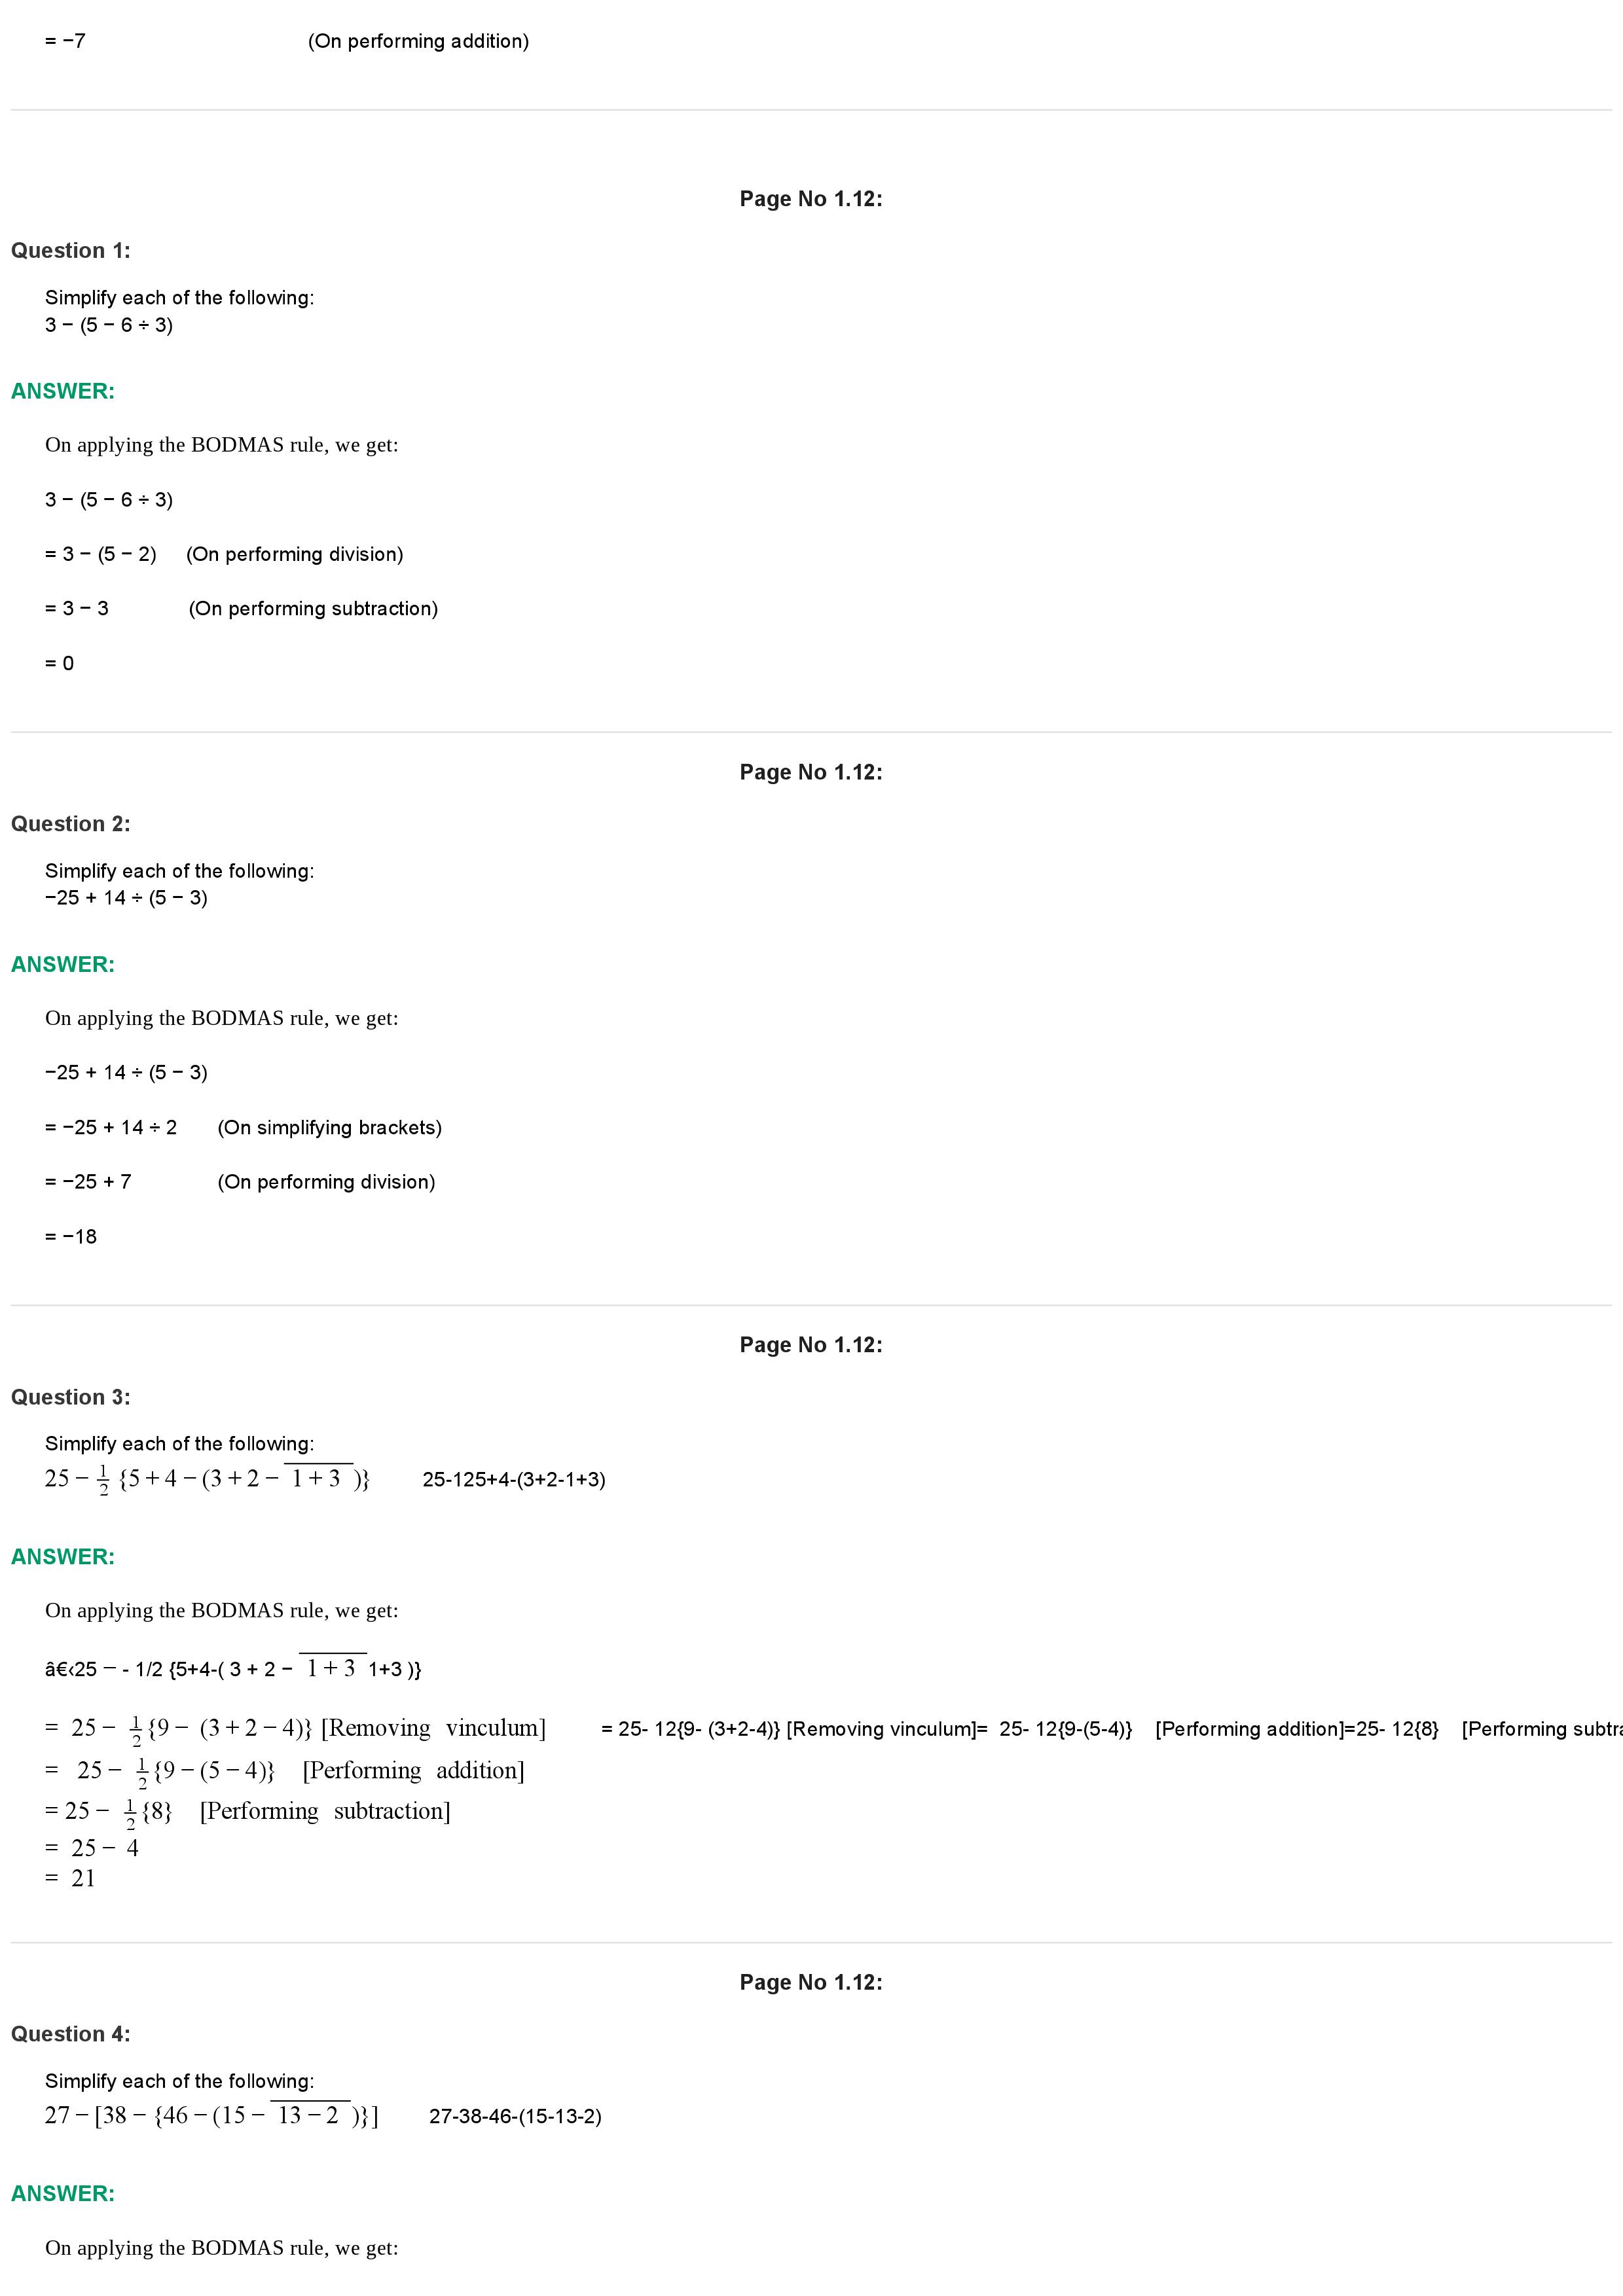 = −7 (On performing addition)
Page No 1.12:
Question 1:
Simplify each of the following:
3 − (5 − 6 ÷ 3)
ANSWER:
On applying the BODMAS rule, we get:
3 − (5 − 6 ÷ 3)
= 3 − (5 − 2) (On performing division)
= 3 − 3 (On performing subtraction)
= 0
Page No 1.12:
Question 2:
Simplify each of the following:
−25 + 14 ÷ (5 − 3)
ANSWER:
On applying the BODMAS rule, we get:
−25 + 14 ÷ (5 − 3)
= −25 + 14 ÷ 2 (On simplifying brackets)
= −25 + 7 (On performing division)
= −18
Page No 1.12:
Question 3:
Simplify each of the following:
25 − 1/2 {5 + 4 − (3 + 2 − 1̅ ̅+̅ ̅3̅ )} 25-125+4-(3+2-1+3)
ANSWER:
On applying the BODMAS rule, we get:
â€‹25 − - 1/2 {5+4-( 3 + 2 − 1̅ ̅+̅ ̅3̅ 1+3 )}
= 25 − 1/2 {9 − (3 + 2 − 4)} [Removing vinculum] = 25- 12{9- (3+2-4)} [Removing vinculum]= 25- 12{9-(5-4)} [Performing addition]=25- 12{8} [Performing subtra
= 25 − 1/2 {9 − (5 − 4)} [Performing addition]
= 25 − 1/2 {8} [Performing subtraction]
= 25 − 4
= 21
Page No 1.12:
Question 4:
Simplify each of the following:
27 − [38 − {46 − (15 − 1̅3̅ ̅−̅ ̅2̅ )}] 27-38-46-(15-13-2)
ANSWER:
On applying the BODMAS rule, we get: